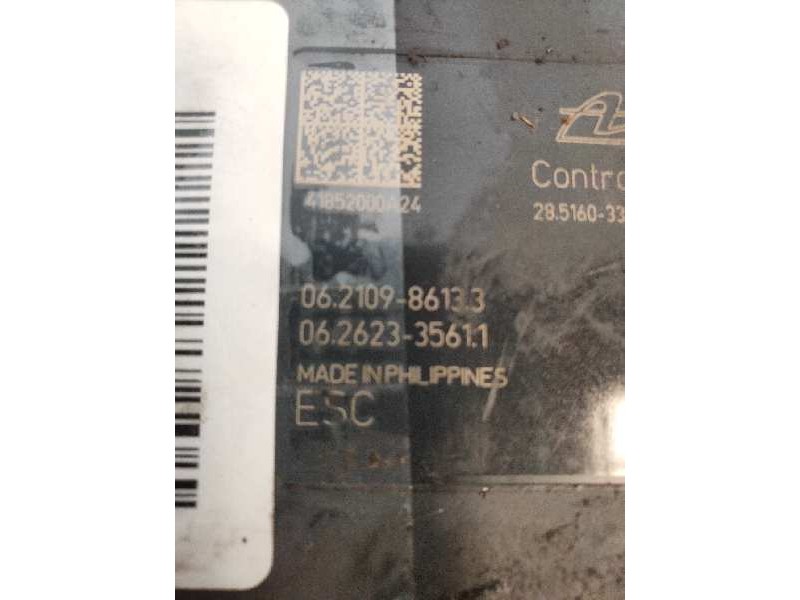 Contro
41852000A24
28.5160-33
06.2109-8613.3
06.2623-3561.1
MADE IN PHILIPPINES
ESC